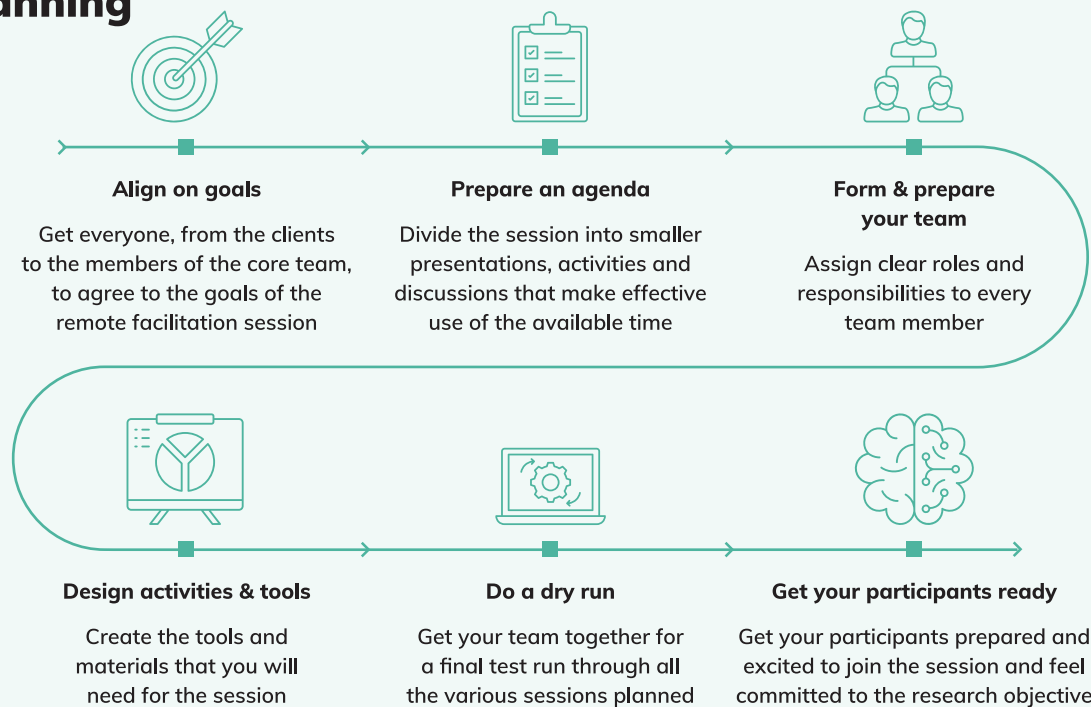 anning
Align on goals
Get everyone, from the clients
to the members of the core team,
to agree to the goals of the
remote facilitation session
Prepare an agenda
Divide the session into smaller
presentations, activities and
discussions that make effective
use of the available time
Form & prepare
your team
Assign clear roles and
responsibilities to every
team member
Design activities & tools
Create the tools and
materials that you will
need for the session
Do a dry run
Get your team together for
a final test run through all
the various sessions planned
Get your participants ready
Get your participants prepared and
excited to join the session and feel
committed to the research objective